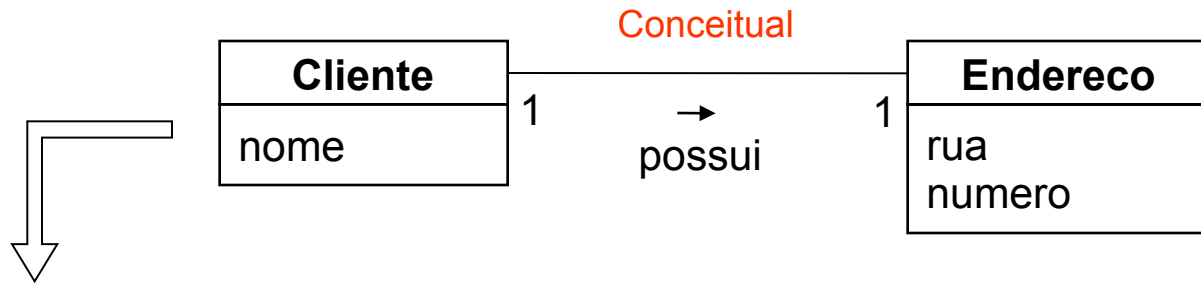 Conceitual
Cliente
nome
1
possui
1
Endereco
rua
numero